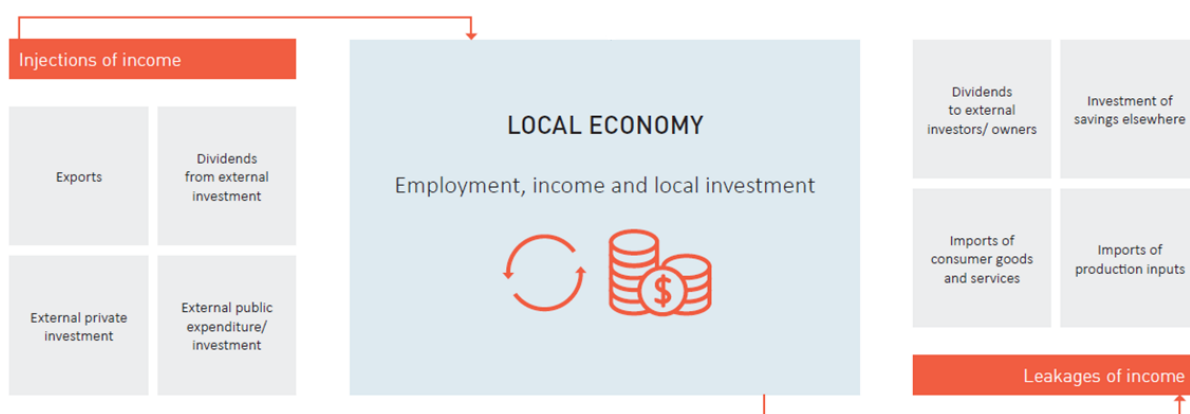 Injections of income
Exports
Dividends
from external
investment
External private
investment
External public
expenditure/
investment
LOCAL ECONOMY
Employment, income and local investment
$
Dividends
to external
investors/ owners
Investment of
savings elsewhere
Imports of
consumer goods
and services
Imports of
production inputs
Leakages of income